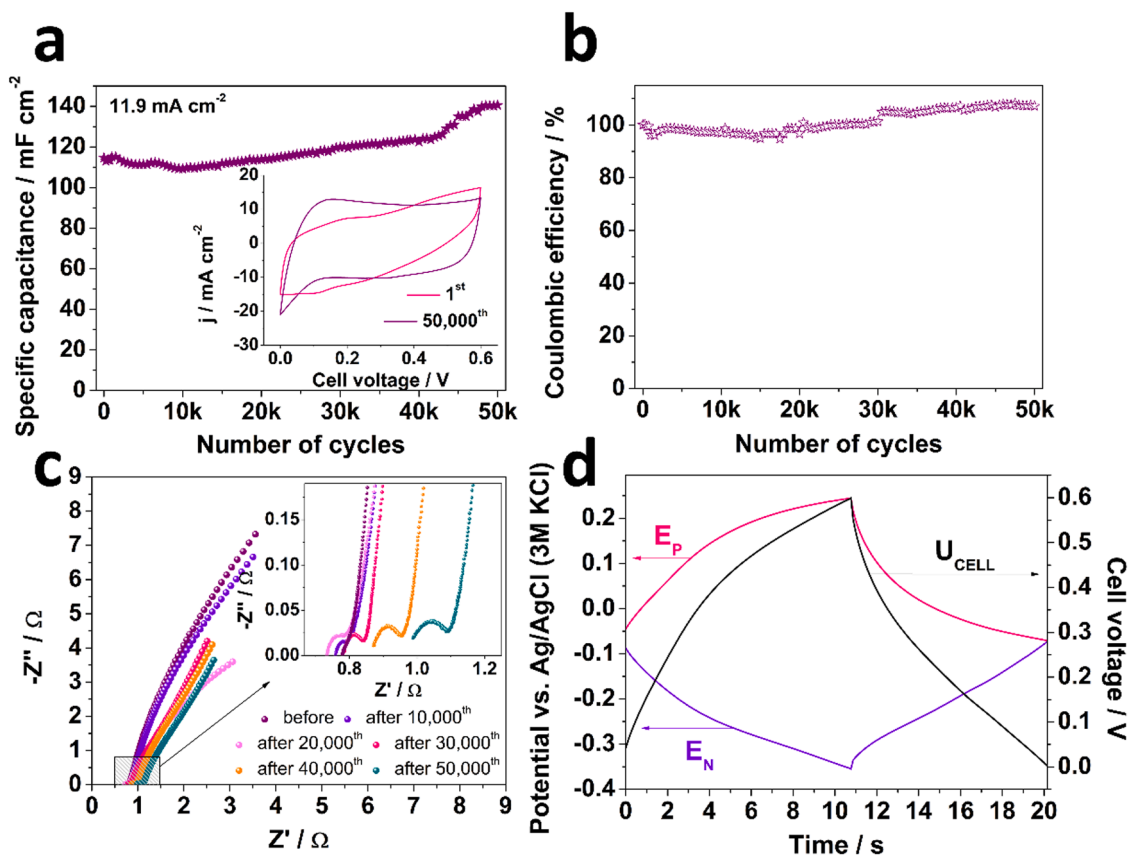 a
Specific capacitance / mF cm⁻²
140
120
100
80
60
40
20
0
11.9 mA cm⁻²
j / mA cm⁻²
20
10
0
-10
-20
-30
0.0 0.2 0.4 0.6
Cell voltage / V
1st
50,000th
0 10k 20k 30k 40k 50k
Number of cycles
b
Coulombic efficiency / %
100
80
60
40
20
0
0 10k 20k 30k 40k 50k
Number of cycles
c
-Z'' / Ω
9
8
7
6
5
4
3
2
1
0
-Z'' / Ω
0.15
0.10
0.05
0.00
0.8 1.0 1.2
Z' / Ω
before after 10,000th
after 20,000th after 30,000th
after 40,000th after 50,000th
0 1 2 3 4 5 6 7 8 9
Z' / Ω
d
Potential vs. Ag/AgCl (3M KCl)
0.2
0.1
0.0
-0.1
-0.2
-0.3
-0.4
EP
UCELL
EN
0.6
0.5
0.4
0.3
0.2
0.1
0.0
Cell voltage / V
0 2 4 6 8 10 12 14 16 18 20
Time / s